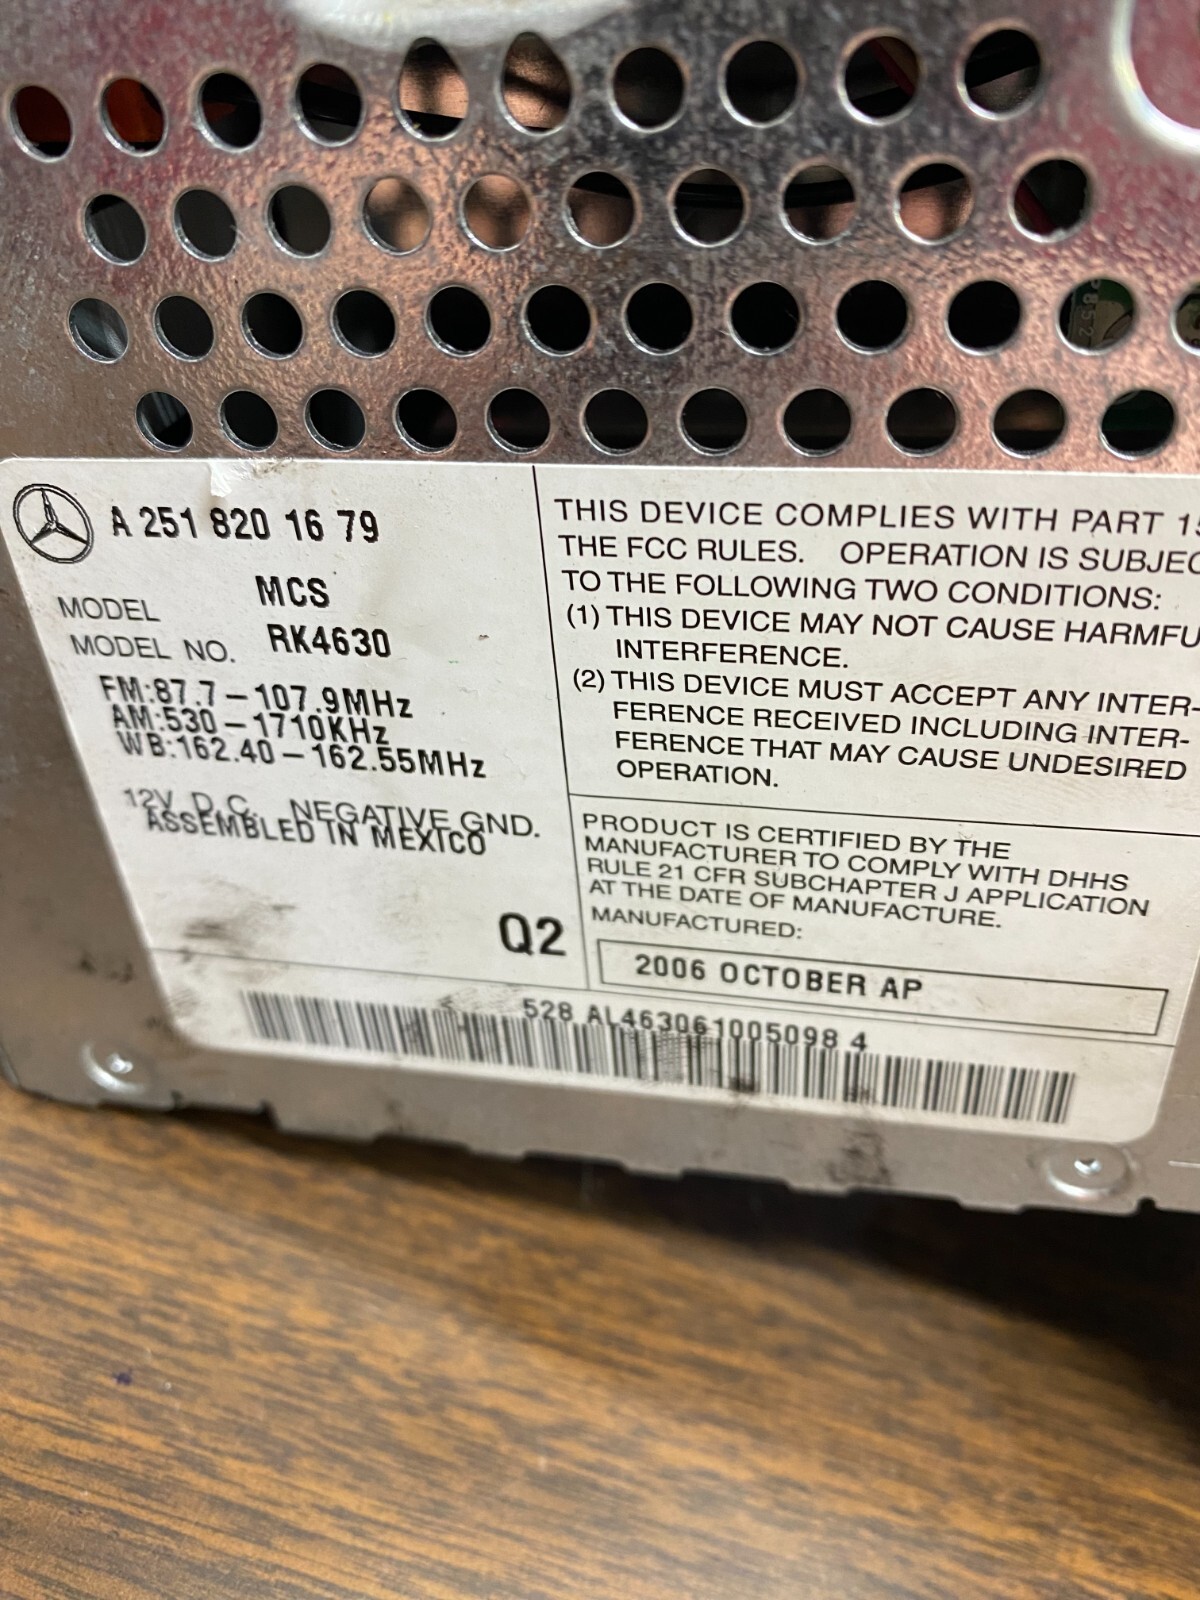 A 251 820 16 79
MODEL MCS
MODEL NO. RK4630
FM:87.7-107.9MHz
AM:530-1710KHz
WB:162.40-162.55MHz
12V D.C. NEGATIVE GND.
ASSEMBLED IN MEXICO
Q2
THIS DEVICE COMPLIES WITH PART 15
THE FCC RULES. OPERATION IS SUBJEC
TO THE FOLLOWING TWO CONDITIONS:
(1) THIS DEVICE MAY NOT CAUSE HARMFU
INTERFERENCE.
(2) THIS DEVICE MUST ACCEPT ANY INTER-
FERENCE RECEIVED INCLUDING INTER-
FERENCE THAT MAY CAUSE UNDESIRED
OPERATION.
PRODUCT IS CERTIFIED BY THE
MANUFACTURER TO COMPLY WITH DHHS
RULE 21 CFR SUBCHAPTER J APPLICATION
AT THE DATE OF MANUFACTURE.
MANUFACTURED:
2006 OCTOBER AP
528 AL463061005098 4